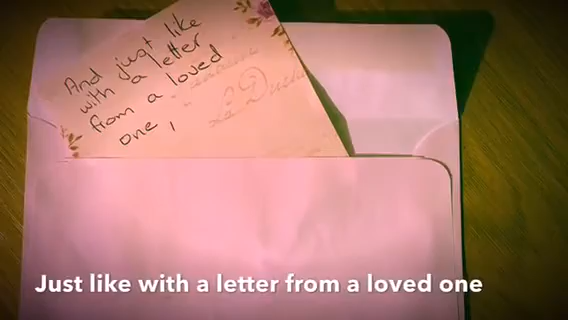 And just like
with a letter
from a loved
one,
Just like with a letter from a loved one